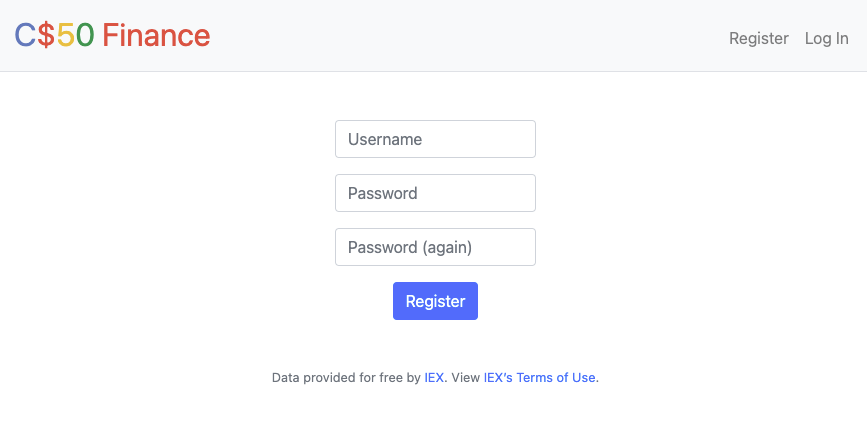 C$50 Finance
Register
Log In
Username
Password
Password (again)
Register
Data provided for free by IEX. View IEX’s Terms of Use.